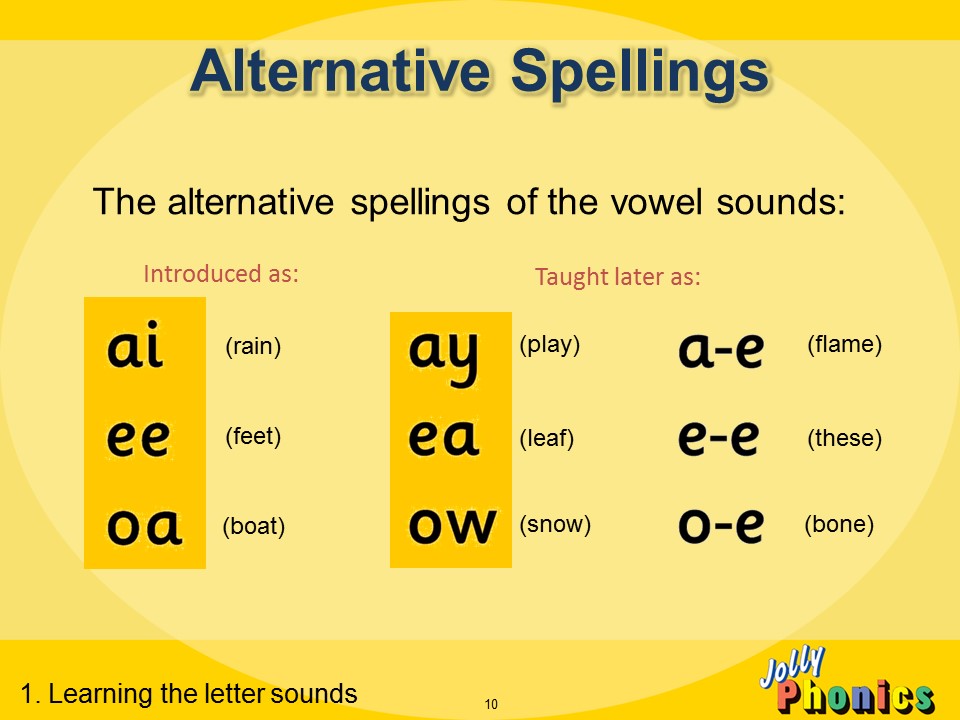 Alternative Spellings
The alternative spellings of the vowel sounds:
Introduced as:
Taught later as:
ai (rain) ay (play) a-e (flame)
ee (feet) ea (leaf) e-e (these)
oa (boat) ow (snow) o-e (bone)
1. Learning the letter sounds
10
Jolly
Phonics